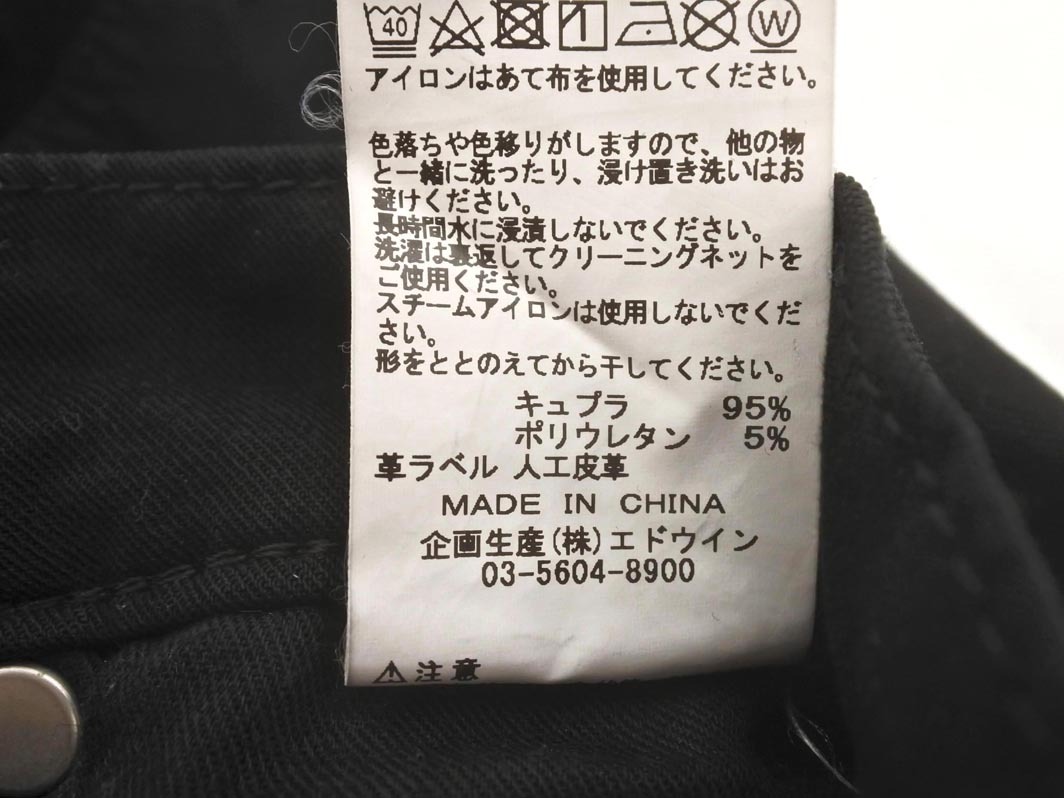 40 W
アイロンはあて布を使用してください。
色落ちや色移りがしますので、他の物
と一緒に洗ったり、浸け置き洗いはお
避けください。
長時間水に浸漬しないでください。
洗濯は裏返してクリーニングネットを
ご使用ください。
スチームアイロンは使用しないでくだ
さい。
形をととのえてから干してください。
キュプラ 95%
ポリウレタン 5%
革ラベル 人工皮革
MADE IN CHINA
企画生産(株)エドウイン
03-5604-8900
⚠注意